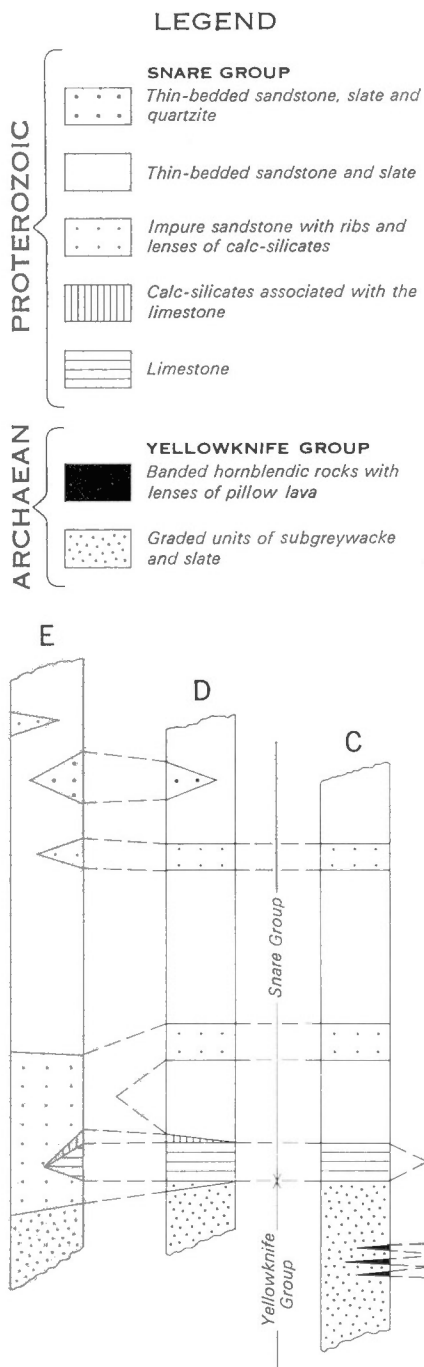 LEGEND
PROTEROZOIC
SNARE GROUP
Thin-bedded sandstone, slate and
quartzite
Thin-bedded sandstone and slate
Impure sandstone with ribs and
lenses of calc-silicates
Calc-silicates associated with the
limestone
Limestone
ARCHAEAN
YELLOWKNIFE GROUP
Banded hornblendic rocks with
lenses of pillow lava
Graded units of subgreywacke
and slate
E
D
C
Snare Group
Yellowknife
Group